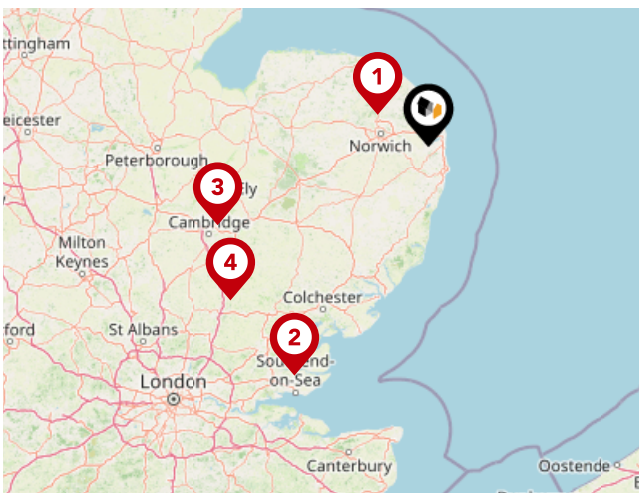 ttingham
1
eicester
Norwich
Peterborough
3
Ely
Cambridge
Milton
Keynes
4
Colchester
ford
St Albans
2
on-Sea
London
Canterbury
Oostende